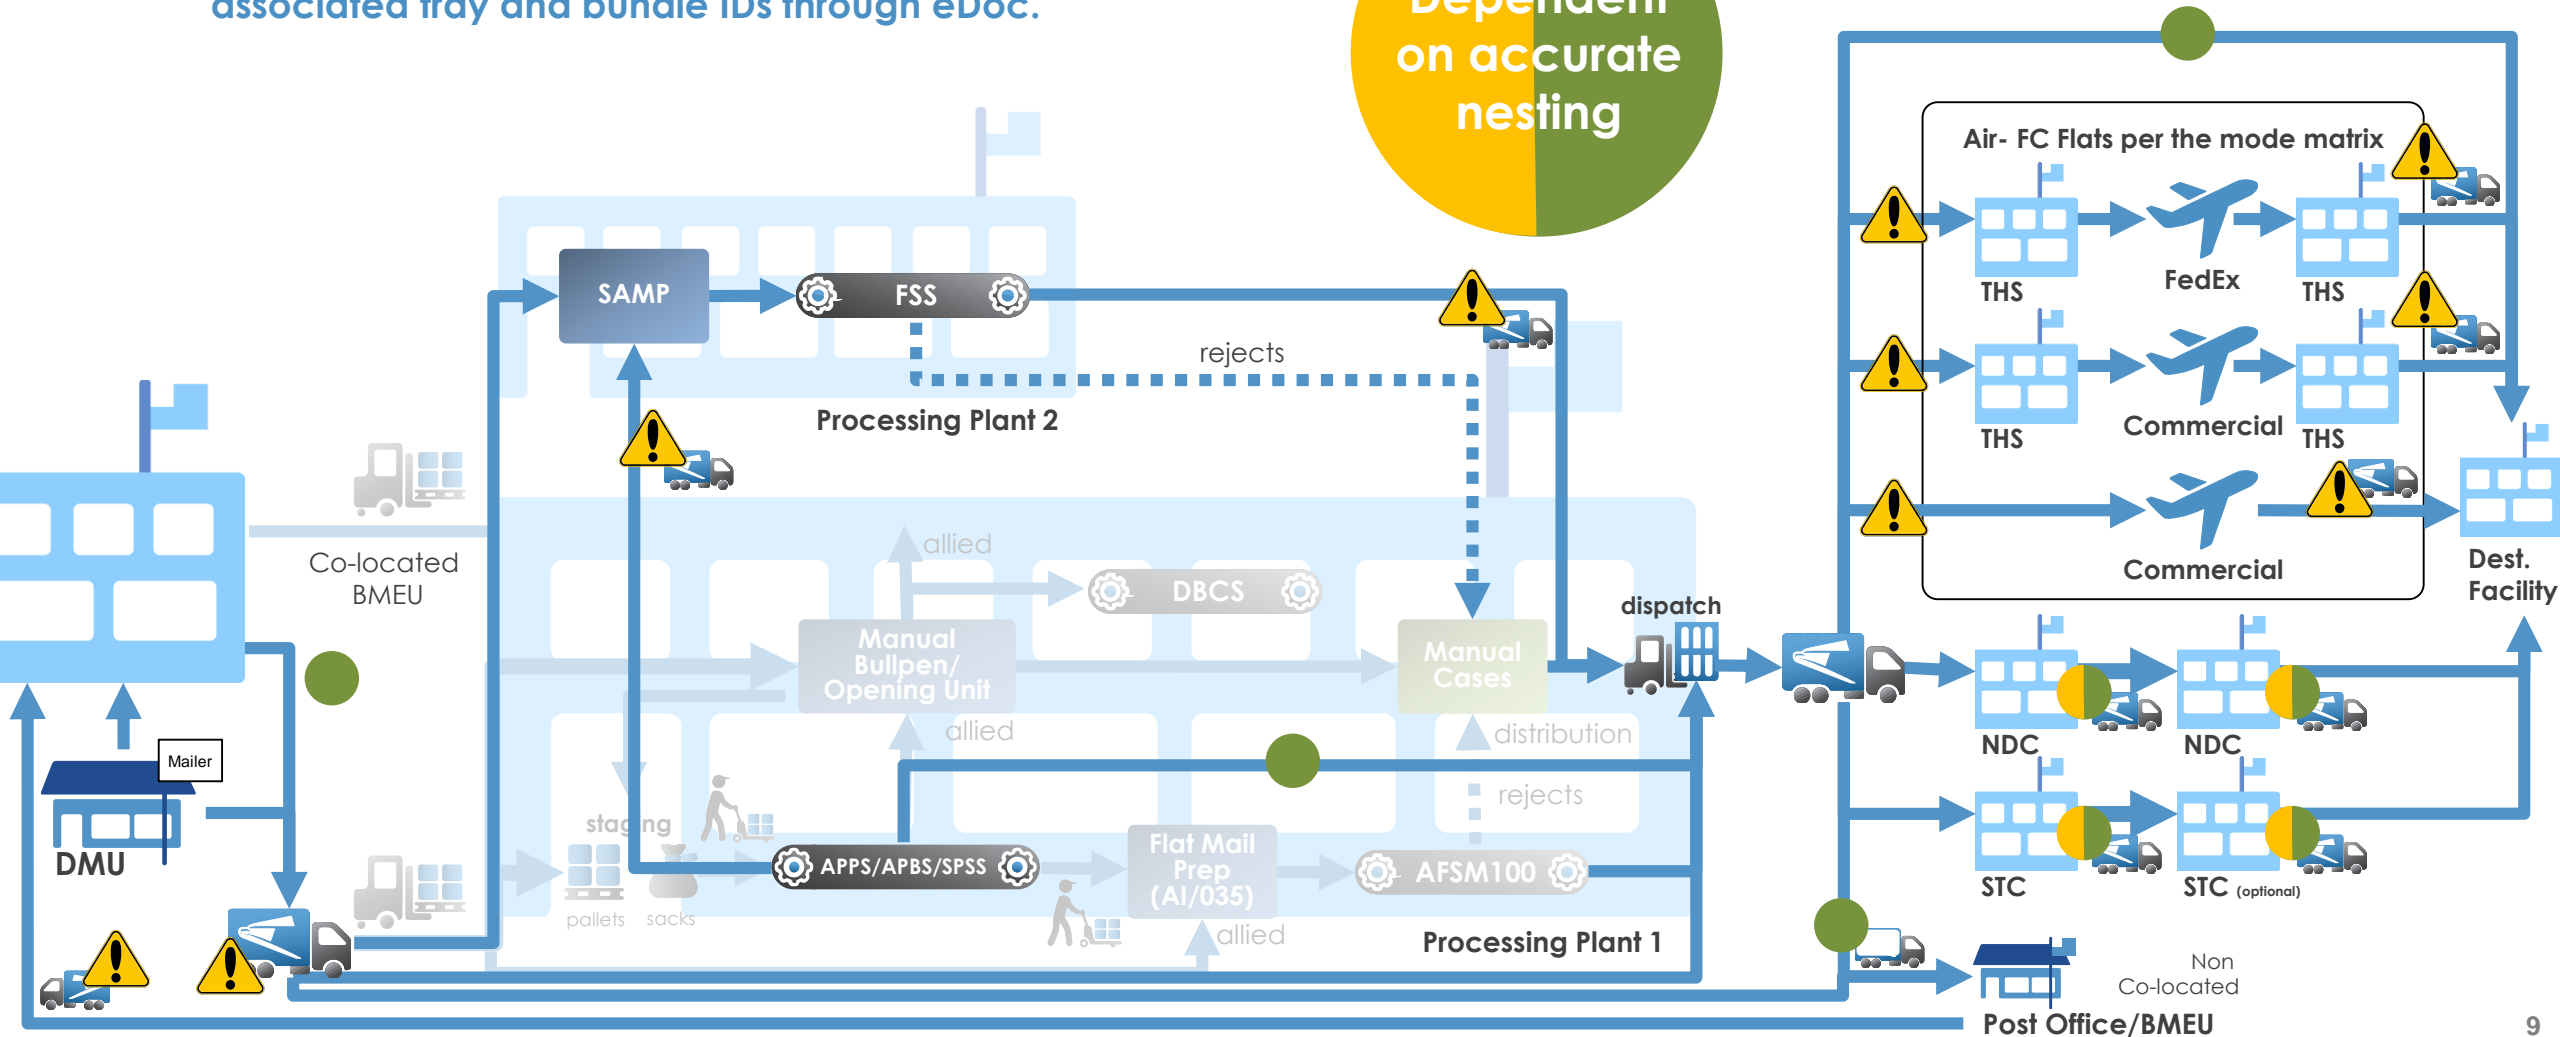 associated tray and bundle IDs through eDoc.
Dependent
on accurate
nesting
Air- FC Flats per the mode matrix
THS
FedEx
THS
THS
Commercial
THS
Commercial
Dest.
Facility
SAMP
FSS
rejects
Processing Plant 2
Co-located
BMEU
allied
DBCS
Manual
Bullpen/
Opening Unit
Manual
Cases
dispatch
allied
distribution
rejects
NDC
NDC
Mailer
DMU
staging
APPS/APBS/SPSS
Flat Mail
Prep
(AI/035)
AFSM100
pallets
sacks
allied
Processing Plant 1
STC
STC (optional)
Non
Co-located
Post Office/BMEU
9